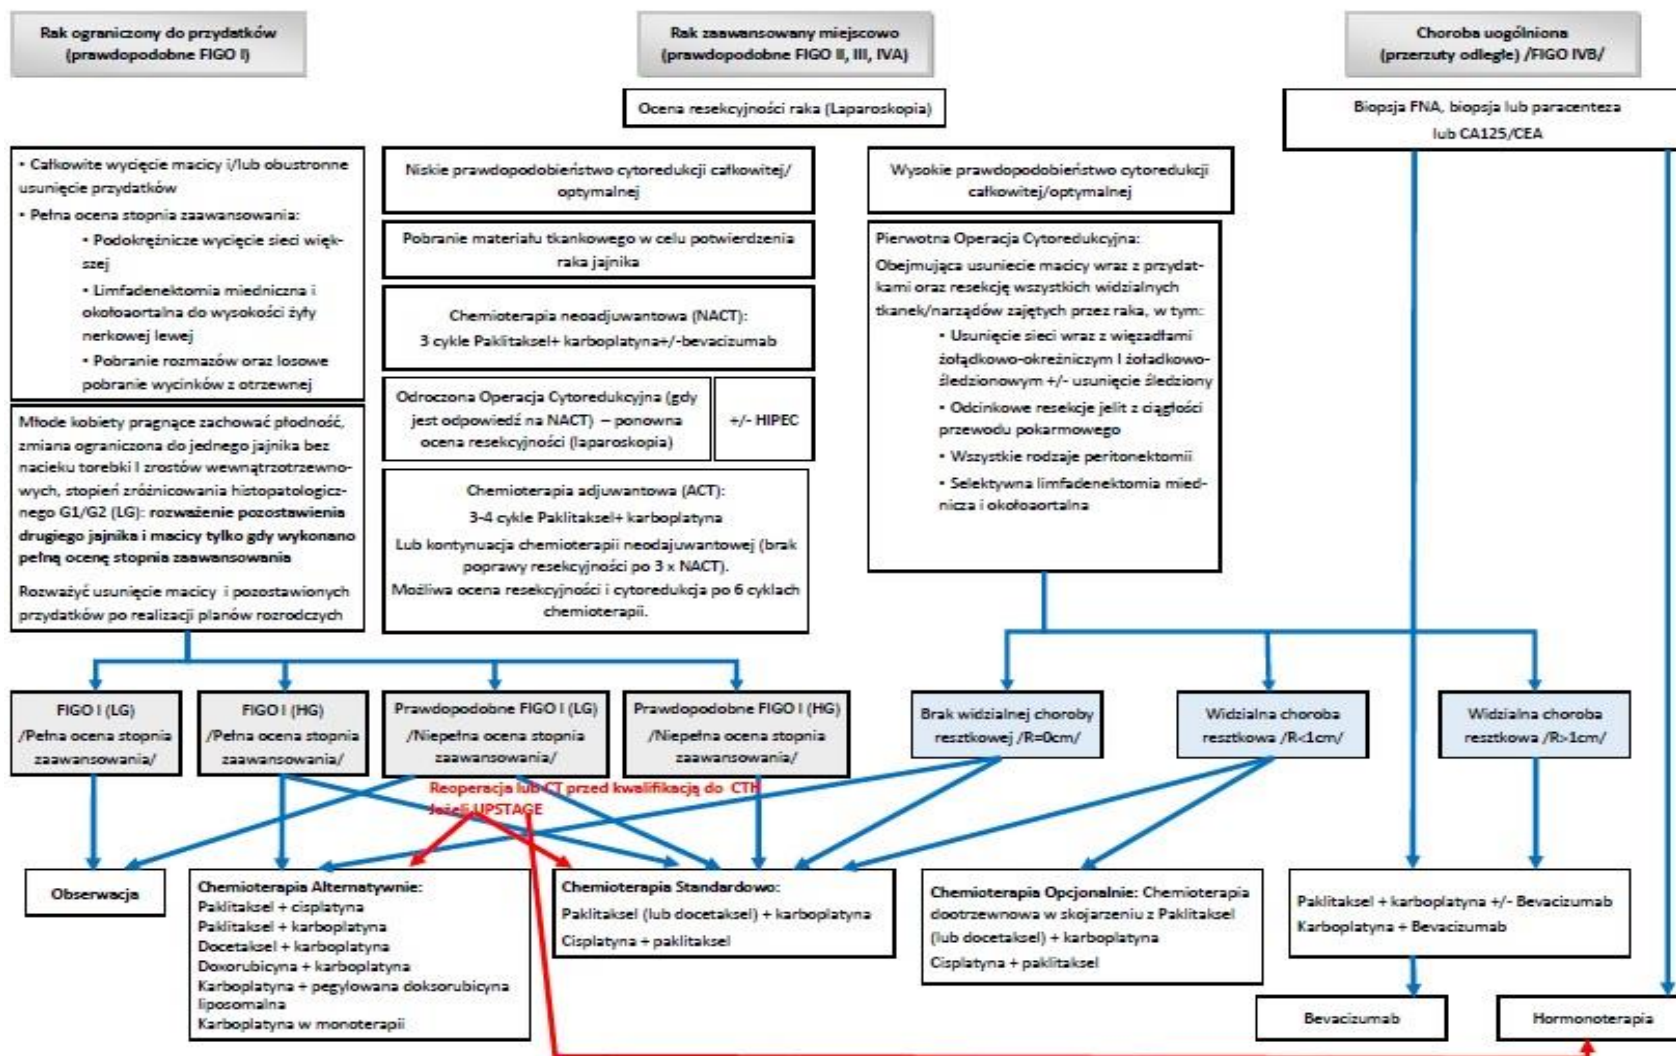 Rak ograniczony do przydatków
(prawdopodobne FIGO I)
Rak zaawansowany miejscowo
(prawdopodobne FIGO II, III, IVA)
Choroba uogólniona
(przerzuty odległe) /FIGO IVB/
Ocena resekcyjności raka (Laparoskopia)
Biopsja FNA, biopsja lub paracenteza
lub CA125/CEA
• Całkowite wycięcie macicy i/lub obustronne
usunięcie przydatków
• Pełna ocena stopnia zaawansowania:
• Podokrężnicze wycięcie sieci więk-
szej
• Limfadenektomia miedniczna i
okołoaortalna do wysokości żyły
nerkowej lewej
• Pobranie rozmazów oraz losowe
pobranie wycinków z otrzewnej
Młode kobiety pragnące zachować płodność,
zmiana ograniczona do jednego jajnika bez
nacieku torebki I zrostów wewnątrzotrzewno-
wych, stopień zróżnicowania histopatologicz-
nego G1/G2 (LG): rozważenie pozostawienia
drugiego jajnika i macicy tylko gdy wykonano
pełną ocenę stopnia zaawansowania
Rozważyć usunięcie macicy i pozostawionych
przydatków po realizacji planów rozrodczych
Niskie prawdopodobieństwo cytoredukcji całkowitej/
optymalnej
Pobranie materiału tkankowego w celu potwierdzenia
raka jajnika
Chemioterapia neoadjuwantowa (NACT):
3 cykle Paklitaksel+ karboplatyna+/-bevacizumab
Odroczona Operacja Cytoredukcyjna (gdy
jest odpowiedź na NACT) – ponowna
ocena resekcyjności (laparoskopia)
+/- HIPEC
Chemioterapia adjuwantowa (ACT):
3-4 cykle Paklitaksel+ karboplatyna
Lub kontynuacja chemioterapii neodajuwantowej (brak
poprawy resekcyjności po 3 x NACT).
Możliwa ocena resekcyjności i cytoredukcja po 6 cyklach
chemioterapii.
Wysokie prawdopodobieństwo cytoredukcji
całkowitej/optymalnej
Pierwotna Operacja Cytoredukcyjna:
Obejmująca usuniecie macicy wraz z przydat-
kami oraz resekcję wszystkich widzialnych
tkanek/narządów zajętych przez raka, w tym:
• Usunięcie sieci wraz z więzadłami
żołądkowo-okreźniczym I żoładkowo-
śledzionowym +/- usunięcie śledziony
• Odcinkowe resekcje jelit z ciągłości
przewodu pokarmowego
• Wszystkie rodzaje peritonektomii
• Selektywna limfadenektomia mied-
nicza i okołoaortalna
FIGO I (LG)
/Pełna ocena stopnia
zaawansowania/
FIGO I (HG)
/Pełna ocena stopnia
zaawansowania/
Prawdopodobne FIGO I (LG)
/Niepełna ocena stopnia
zaawansowania/
Prawdopodobne FIGO I (HG)
/Niepełna ocena stopnia
zaawansowania/
Brak widzialnej choroby
resztkowej /R=0cm/
Widzialna choroba
resztkowa /R<1cm/
Widzialna choroba
resztkowa /R>1cm/
Reoperacja lub CT przed kwalifikacją do CTH
Jeżeli UPSTAGE
Obserwacja
Chemioterapia Alternatywnie:
Paklitaksel + cisplatyna
Paklitaksel + karboplatyna
Docetaksel + karboplatyna
Doxorubicyna + karboplatyna
Karboplatyna + pegylowana doksorubicyna
liposomalna
Karboplatyna w monoterapii
Chemioterapia Standardowo:
Paklitaksel (lub docetaksel) + karboplatyna
Cisplatyna + paklitaksel
Chemioterapia Opcjonalnie: Chemioterapia
dootrzewnowa w skojarzeniu z Paklitaksel
(lub docetaksel) + karboplatyna
Cisplatyna + paklitaksel
Paklitaksel + karboplatyna +/- Bevacizumab
Karboplatyna + Bevacizumab
Bevacizumab
Hormonoterapia